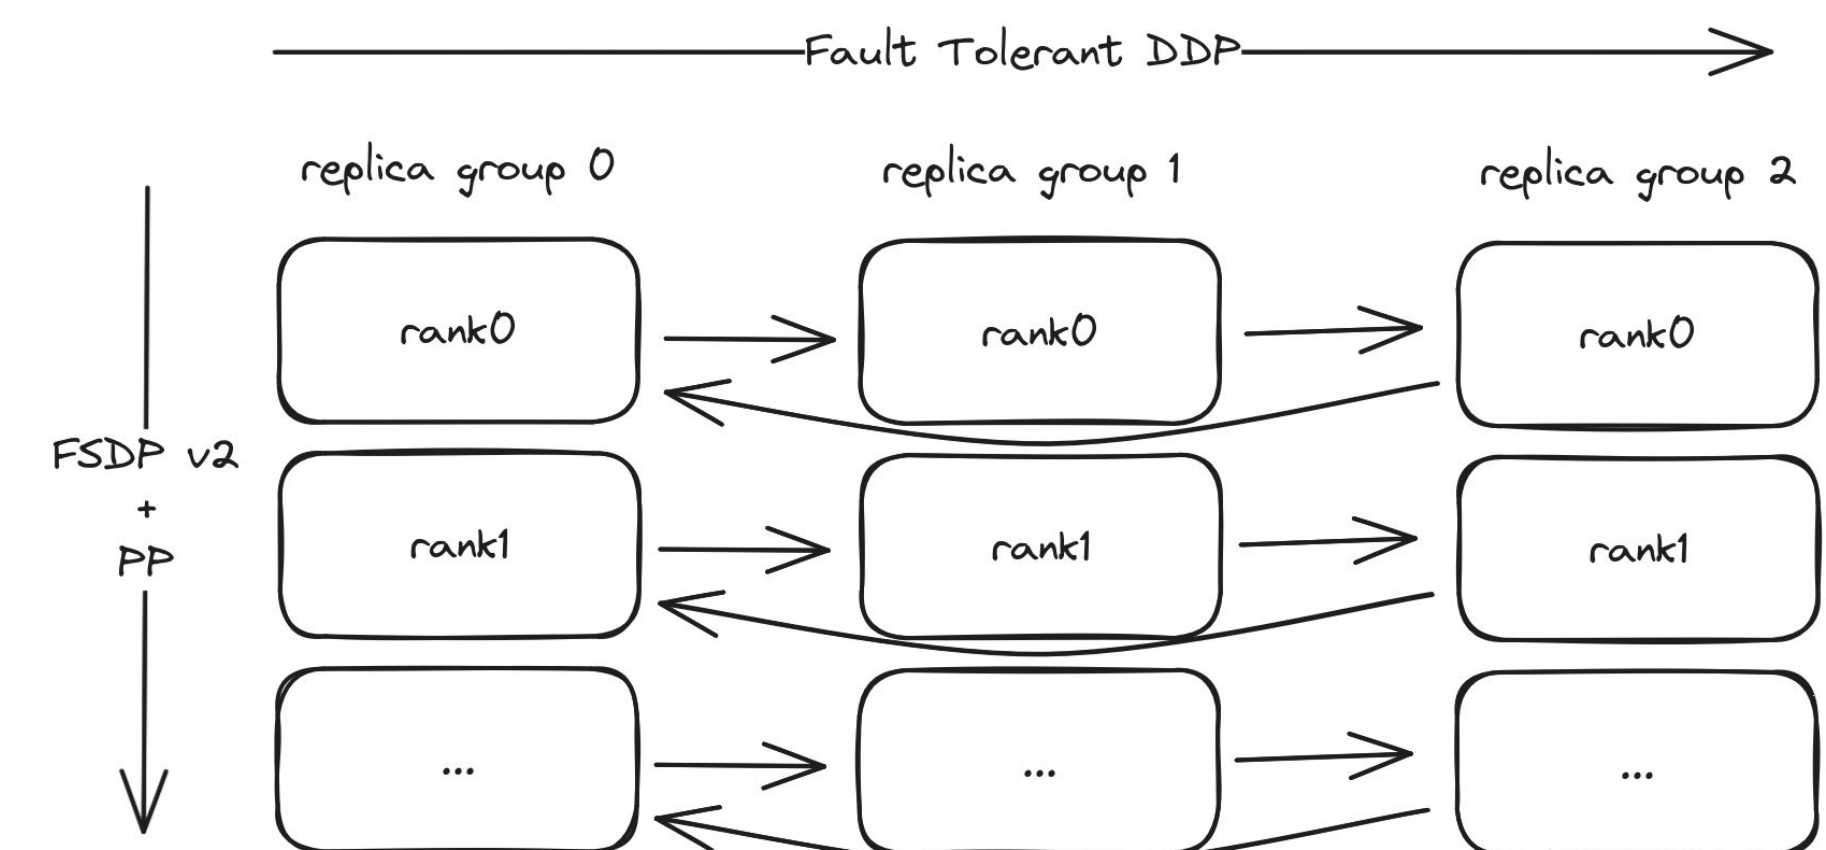 Fault Tolerant DDP
replica group 0
replica group 1
replica group 2
rank0
rank0
rank0
FSDP v2
+
PP
rank1
rank1
rank1
...
...
...